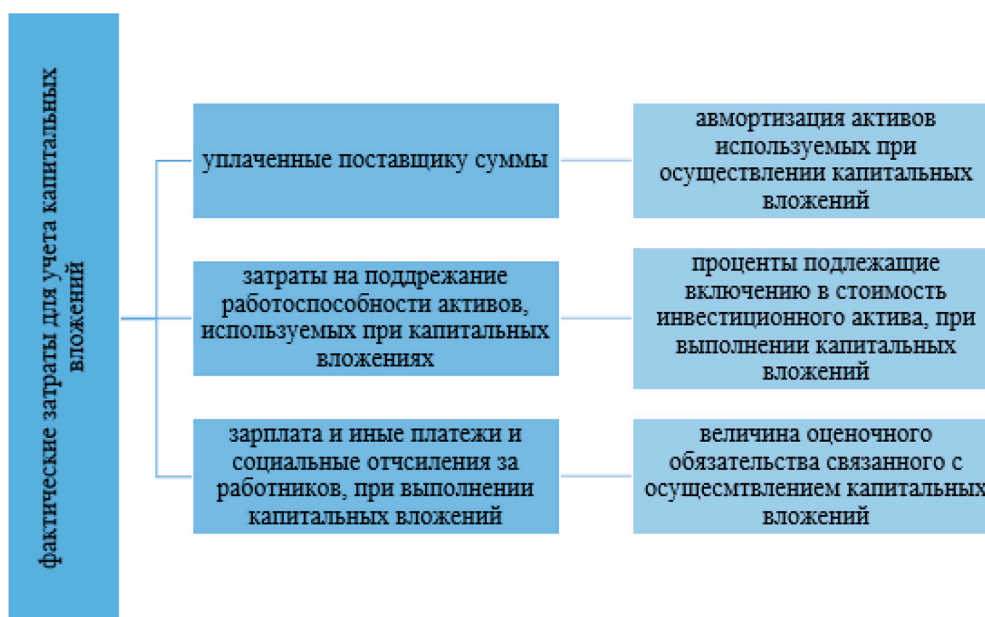 фактические затраты для учета капитальных
вложений
уплаченные поставщику суммы
авмортизация активов
используемых при
осуществлении капитальных
вложений
затраты на поддрежание
работоспособности активов,
используемых при капитальных
вложениях
проценты подлежащие
включению в стоимость
инвестиционного актива, при
выполнении капитальных
вложений
зарплата и иные платежи и
социальные отчсиления за
работников, при выполнении
капитальных вложений
величина оценочного
обязательства связанного с
осущесмтвлением капитальных
вложений